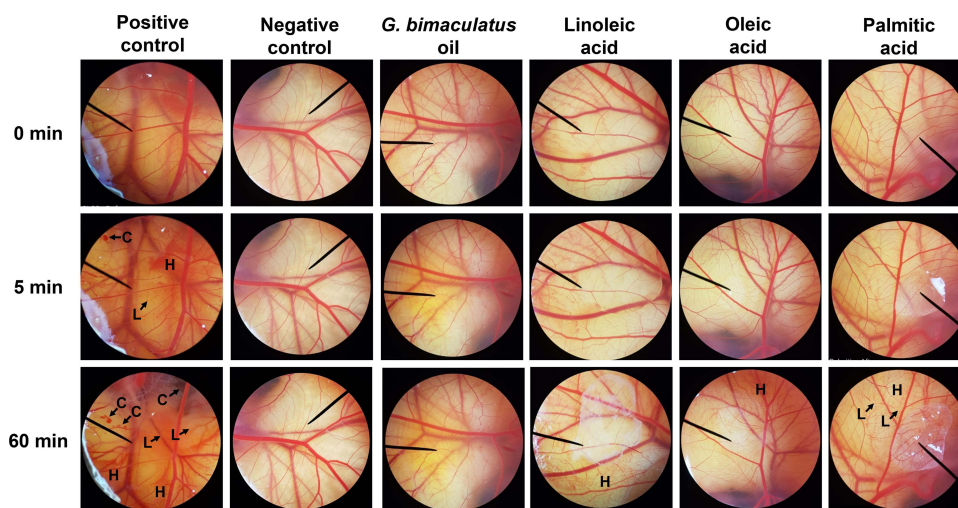 Positive control
Negative control
G. bimaculatus oil
Linoleic acid
Oleic acid
Palmitic acid
0 min
5 min
C
H
L
60 min
C
C
C
L
L
H
H
H
H
H
L
L